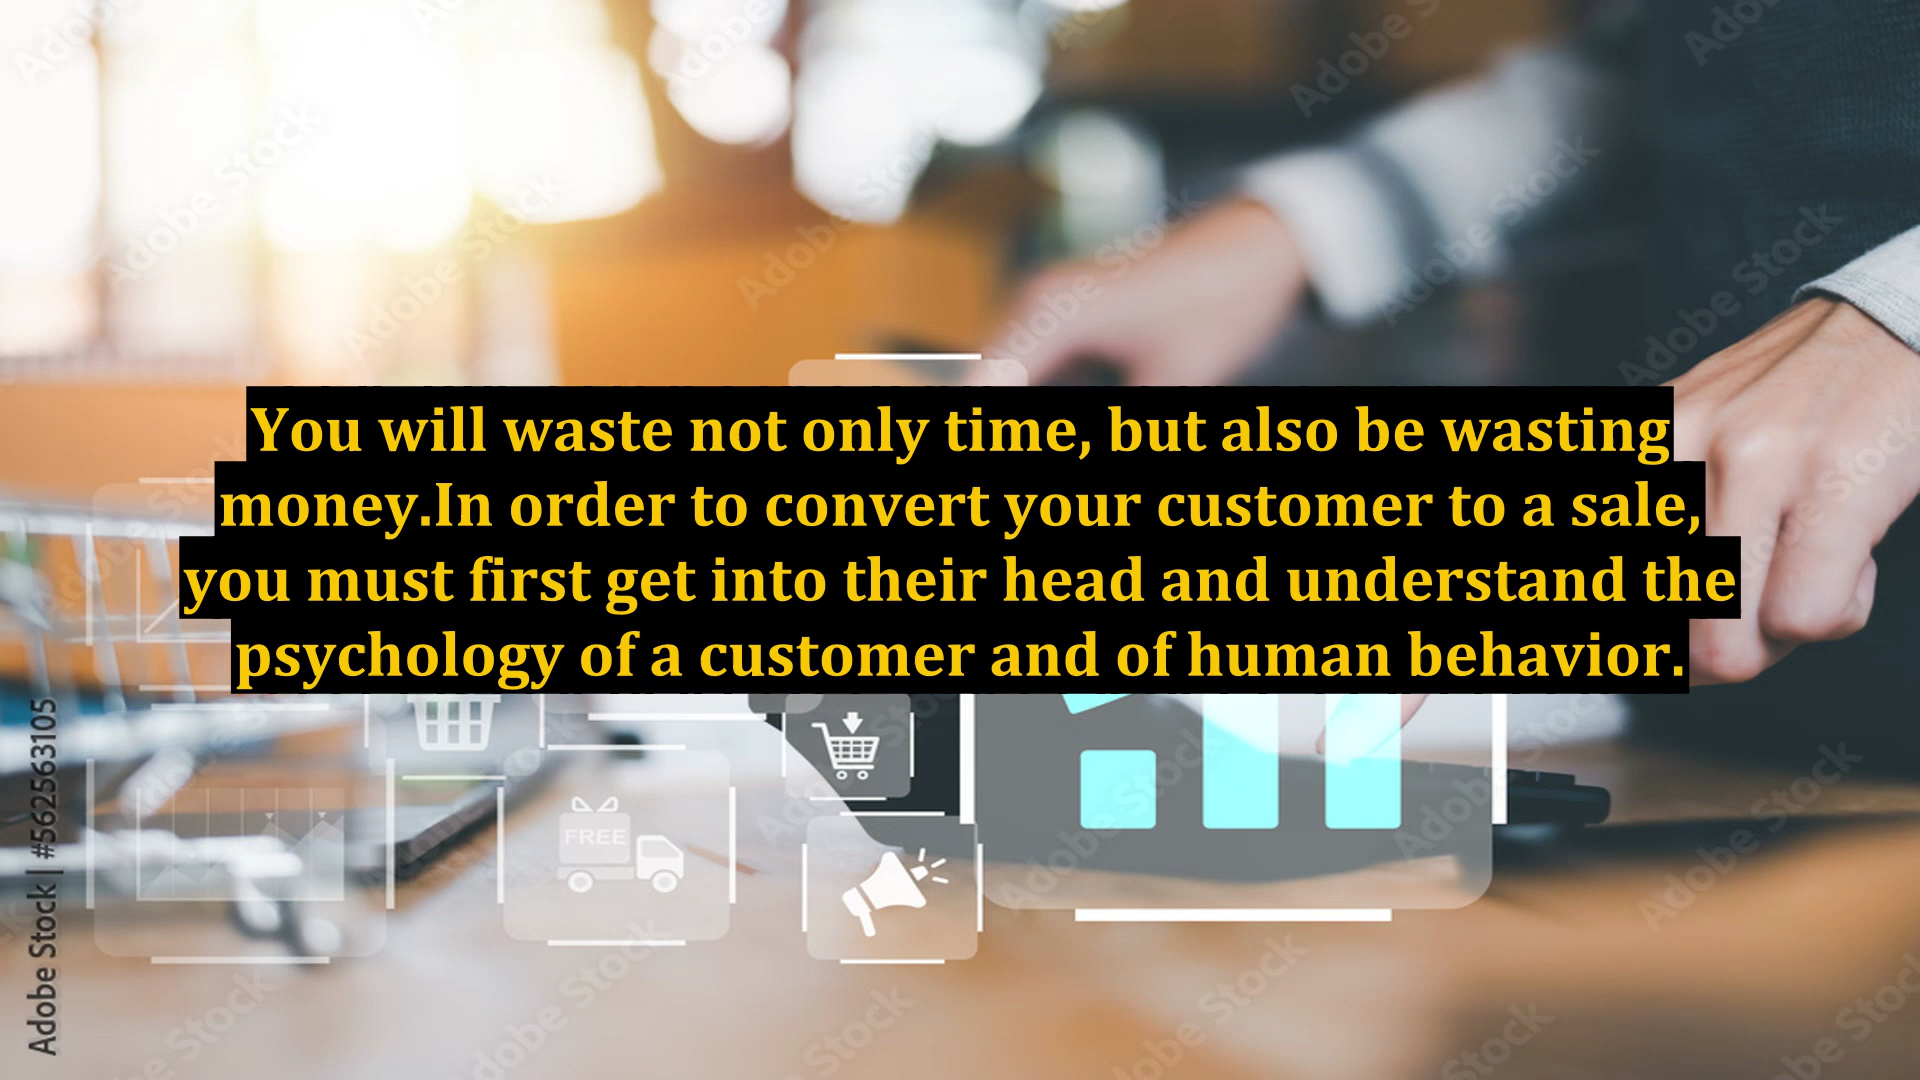 You will waste not only time, but also be wasting
money.In order to convert your customer to a sale,
you must first get into their head and understand the
psychology of a customer and of human behavior.
FREE
Adobe Stock | #562563105